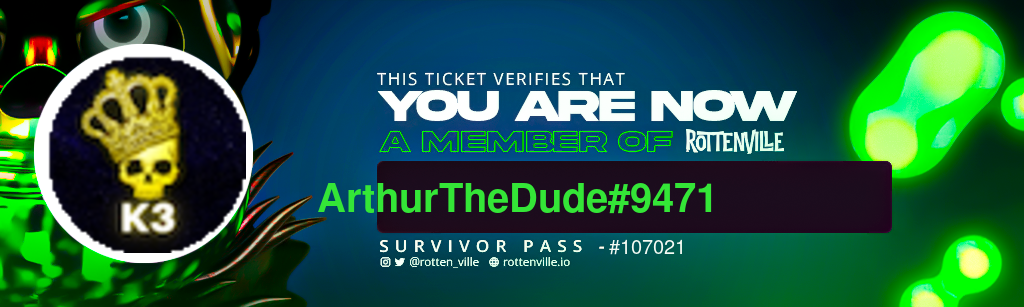 K3
THIS TICKET VERIFIES THAT
YOU ARE NOW
A MEMBER OF ROTTENVILLE
ArthurTheDude#9471
SURVIVOR PASS - #107021
@rotten_ville rottenville.io